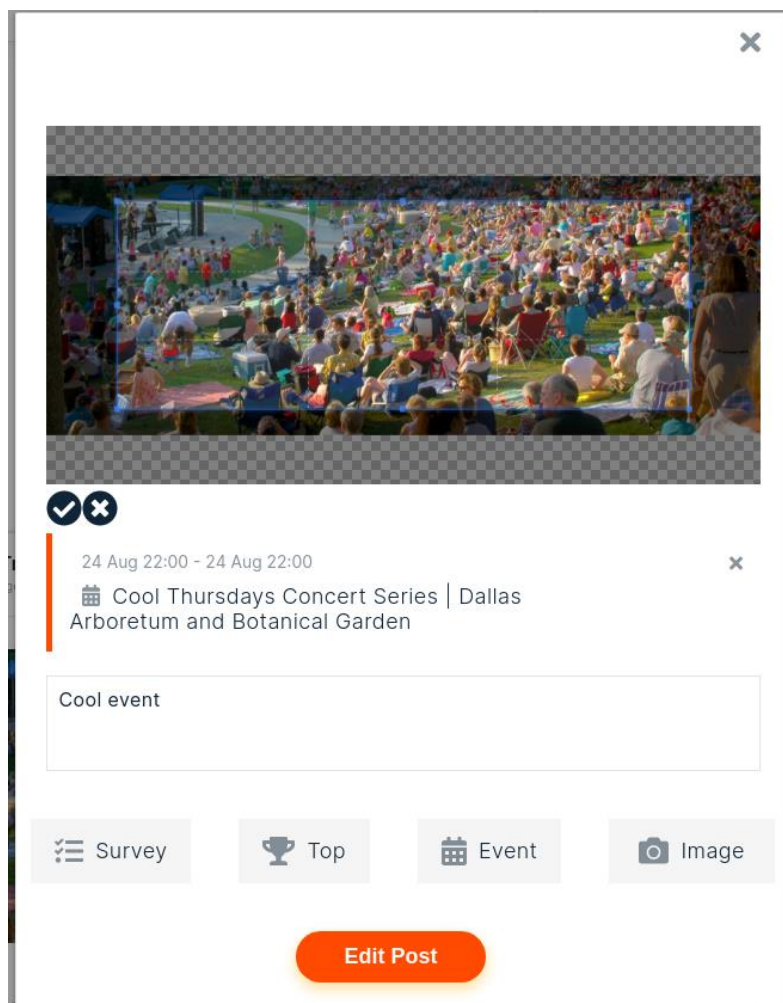 24 Aug 22:00 - 24 Aug 22:00
Cool Thursdays Concert Series | Dallas
Arboretum and Botanical Garden
Cool event
Survey
Top
Event
Image
Edit Post